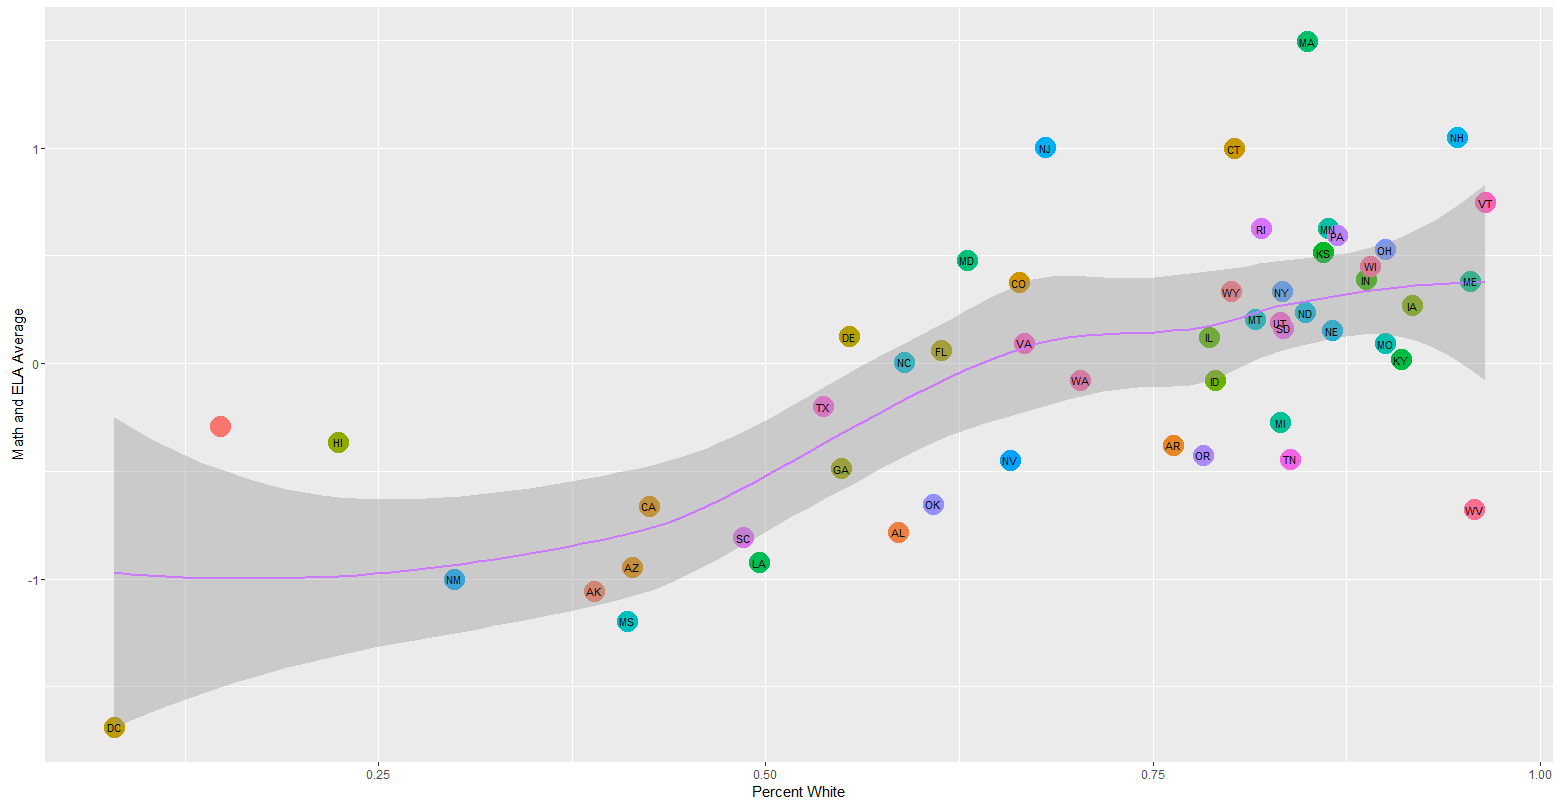 MA
1
NJ
CT
NH
VT
RI
MN
PA
KS
OH
MD
WI
CO
IN
ME
WY
NY
IA
MT
UT
ND
SD
NE
DE
NC
FL
VA
IL
MO
KY
0
WA
ID
TX
HI
AR
MI
OR
NV
TN
GA
CA
OK
WV
SC
AL
LA
AZ
NM
-1
AK
MS
DC
Math and ELA Average
0.25 0.50 0.75 1.00
Percent White